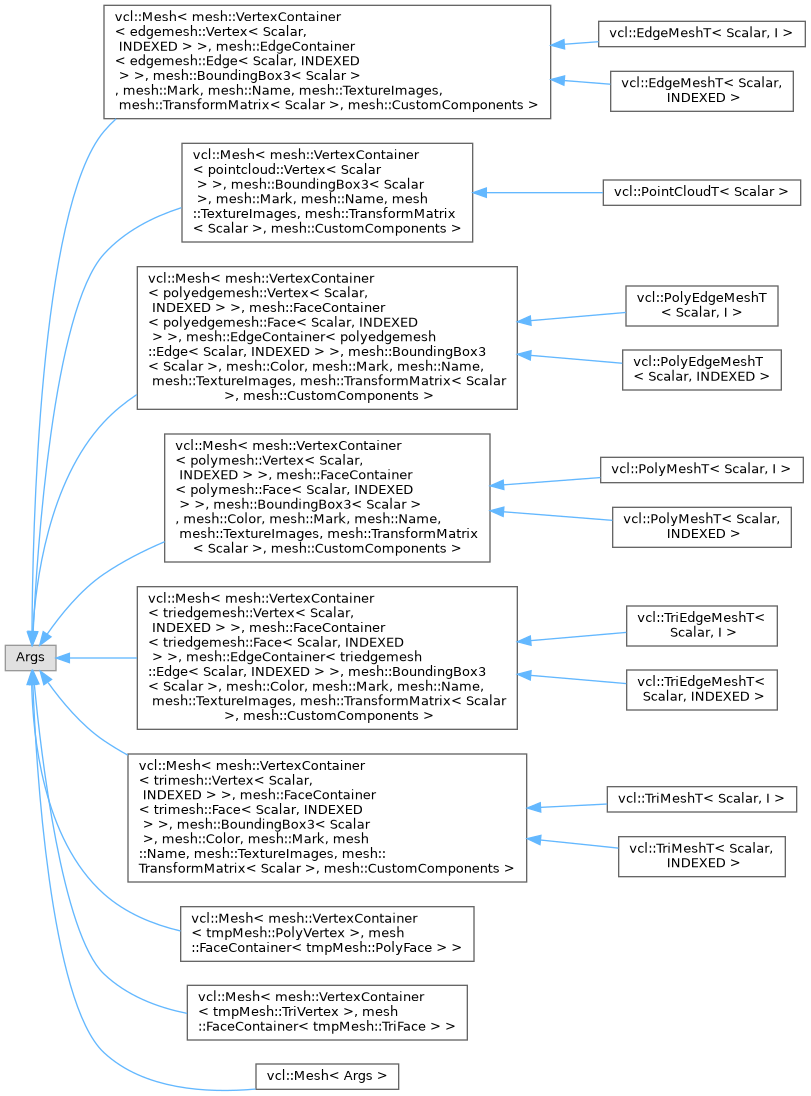 vcl::Mesh< mesh::VertexContainer
< edgemesh::Vertex< Scalar,
INDEXED > >, mesh::EdgeContainer
< edgemesh::Edge< Scalar, INDEXED
> >, mesh::BoundingBox3< Scalar >
, mesh::Mark, mesh::Name, mesh::TextureImages,
mesh::TransformMatrix< Scalar >, mesh::CustomComponents >
vcl::EdgeMeshT< Scalar, I >
vcl::EdgeMeshT< Scalar,
INDEXED >
vcl::Mesh< mesh::VertexContainer
< pointcloud::Vertex< Scalar
> >, mesh::BoundingBox3< Scalar
>, mesh::Mark, mesh::Name, mesh
::TextureImages, mesh::TransformMatrix
< Scalar >, mesh::CustomComponents >
vcl::PointCloudT< Scalar >
vcl::Mesh< mesh::VertexContainer
< polyedgemesh::Vertex< Scalar,
INDEXED > >, mesh::FaceContainer
< polyedgemesh::Face< Scalar, INDEXED
> >, mesh::EdgeContainer< polyedgemesh
::Edge< Scalar, INDEXED > >, mesh::BoundingBox3
< Scalar >, mesh::Color, mesh::Mark, mesh::Name,
mesh::TextureImages, mesh::TransformMatrix< Scalar
>, mesh::CustomComponents >
vcl::PolyEdgeMeshT
< Scalar, I >
vcl::PolyEdgeMeshT
< Scalar, INDEXED >
vcl::Mesh< mesh::VertexContainer
< polymesh::Vertex< Scalar,
INDEXED > >, mesh::FaceContainer
< polymesh::Face< Scalar, INDEXED
> >, mesh::BoundingBox3< Scalar >
, mesh::Color, mesh::Mark, mesh::Name,
mesh::TextureImages, mesh::TransformMatrix
< Scalar >, mesh::CustomComponents >
vcl::PolyMeshT< Scalar, I >
vcl::PolyMeshT< Scalar,
INDEXED >
Args
vcl::Mesh< mesh::VertexContainer
< triedgemesh::Vertex< Scalar,
INDEXED > >, mesh::FaceContainer
< triedgemesh::Face< Scalar, INDEXED
> >, mesh::EdgeContainer< triedgemesh
::Edge< Scalar, INDEXED > >, mesh::BoundingBox3
< Scalar >, mesh::Color, mesh::Mark, mesh::Name,
mesh::TextureImages, mesh::TransformMatrix< Scalar
>, mesh::CustomComponents >
vcl::TriEdgeMeshT<
Scalar, I >
vcl::TriEdgeMeshT<
Scalar, INDEXED >
vcl::Mesh< mesh::VertexContainer
< trimesh::Vertex< Scalar,
INDEXED > >, mesh::FaceContainer
< trimesh::Face< Scalar, INDEXED
> >, mesh::BoundingBox3< Scalar
>, mesh::Color, mesh::Mark, mesh
::Name, mesh::TextureImages, mesh::
TransformMatrix< Scalar >, mesh::CustomComponents >
vcl::TriMeshT< Scalar, I >
vcl::TriMeshT< Scalar,
INDEXED >
vcl::Mesh< mesh::VertexContainer
< tmpMesh::PolyVertex >, mesh
::FaceContainer< tmpMesh::PolyFace > >
vcl::Mesh< mesh::VertexContainer
< tmpMesh::TriVertex >, mesh
::FaceContainer< tmpMesh::TriFace > >
vcl::Mesh< Args >